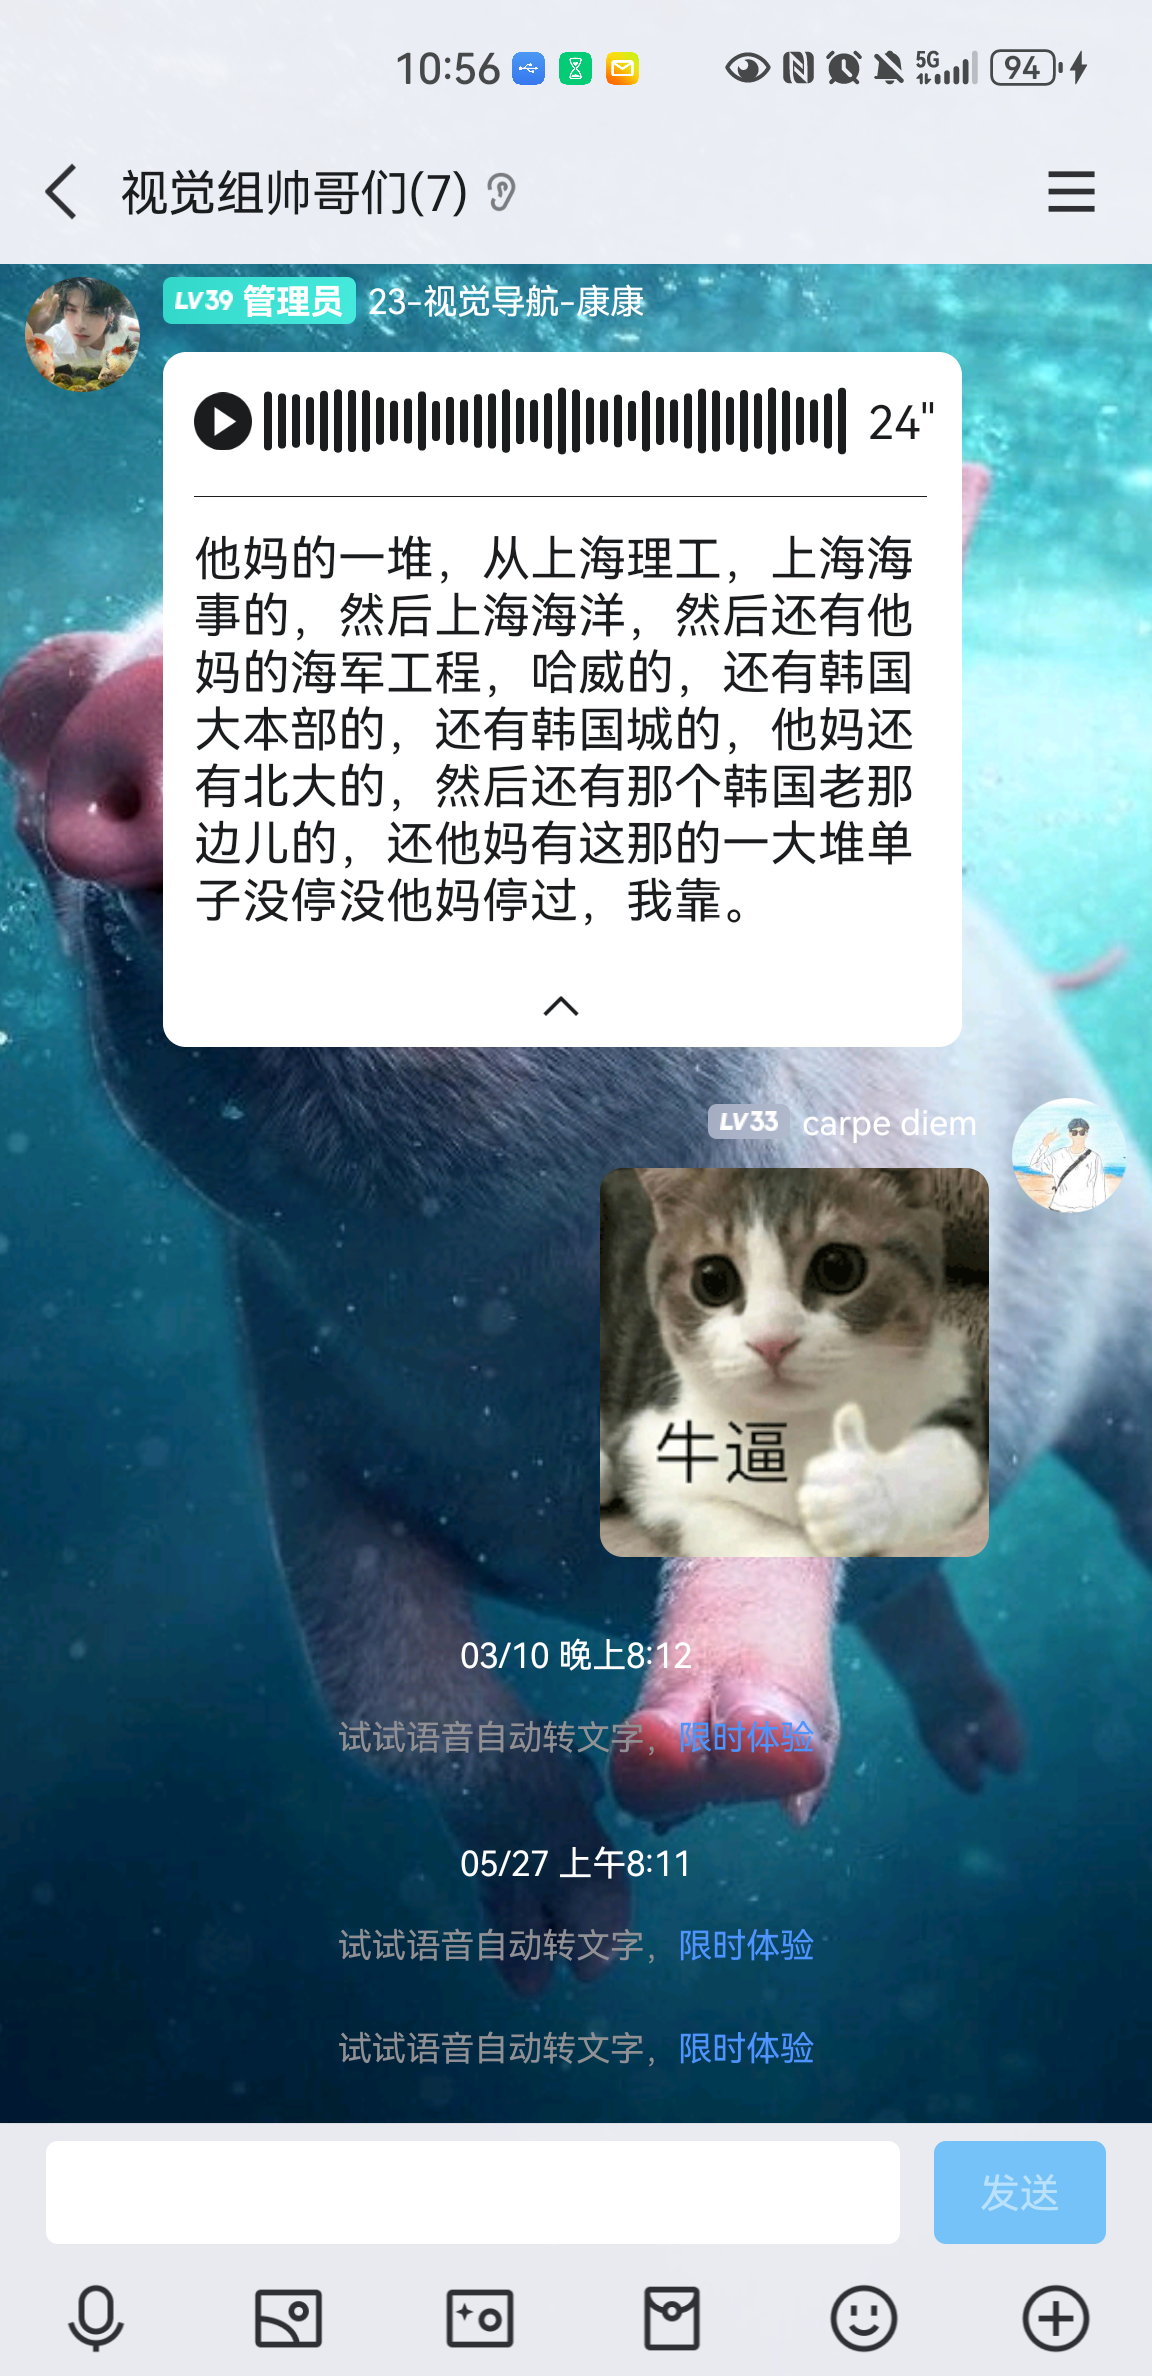 10:56
5G
94
视觉组帅哥们(7)
LV39 管理员 23-视觉导航-康康
24"
他妈的一堆，从上海理工，上海海
事的，然后上海海洋，然后还有他
妈的海军工程，哈威的，还有韩国
大本部的，还有韩国城的，他妈还
有北大的，然后还有那个韩国老那
边儿的，还他妈有这那的一大堆单
子没停没他妈停过，我靠。
LV33 carpe diem
牛逼
03/10 晚上8:12
试试语音自动转文字，限时体验
05/27 上午8:11
试试语音自动转文字，限时体验
试试语音自动转文字，限时体验
发送